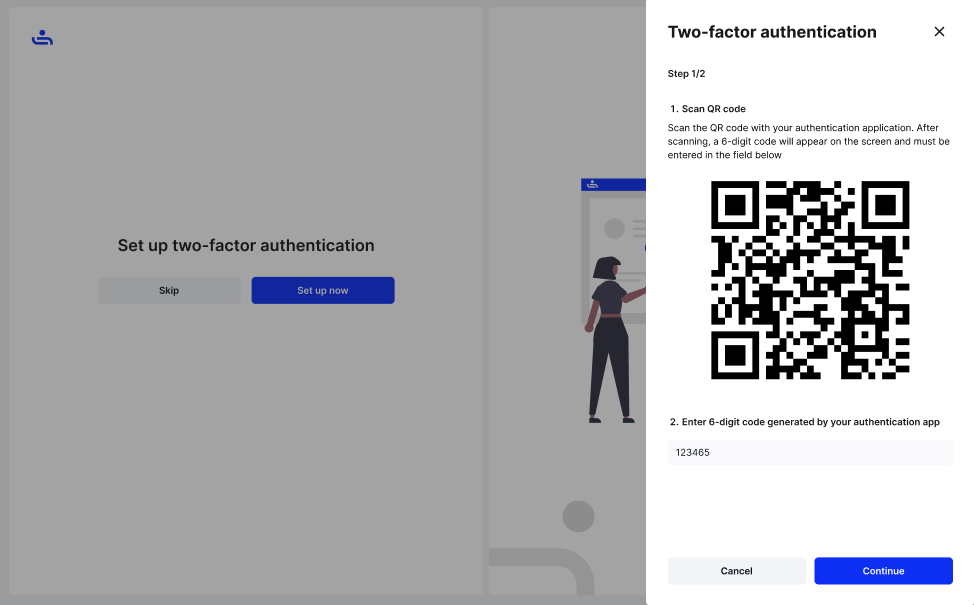 Set up two-factor authentication
Skip
Set up now
Two-factor authentication
Step 1/2
1. Scan QR code
Scan the QR code with your authentication application. After
scanning, a 6-digit code will appear on the screen and must be
entered in the field below
2. Enter 6-digit code generated by your authentication app
123465
Cancel
Continue